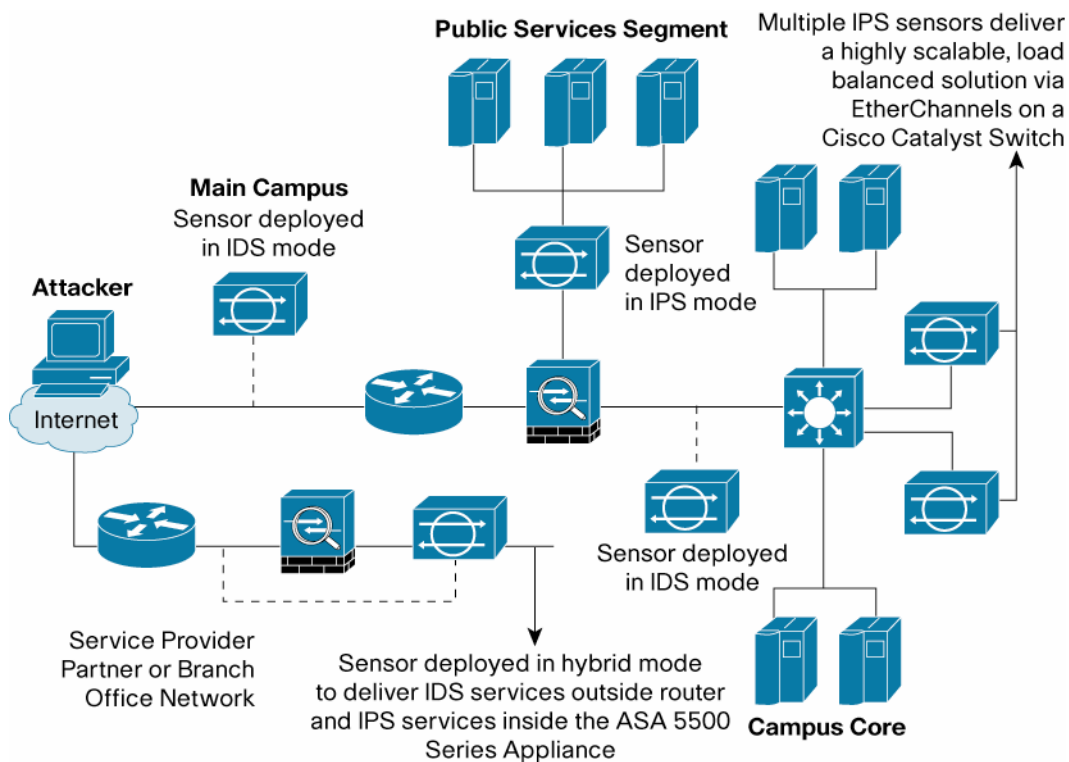 Public Services Segment
Multiple IPS sensors deliver
a highly scalable, load
balanced solution via
EtherChannels on a
Cisco Catalyst Switch
Main Campus
Sensor deployed
in IDS mode
Sensor
deployed
in IPS mode
Attacker
Internet
Sensor deployed
in IDS mode
Service Provider
Partner or Branch
Office Network
Sensor deployed in hybrid mode
to deliver IDS services outside router
and IPS services inside the ASA 5500
Series Appliance
Campus Core